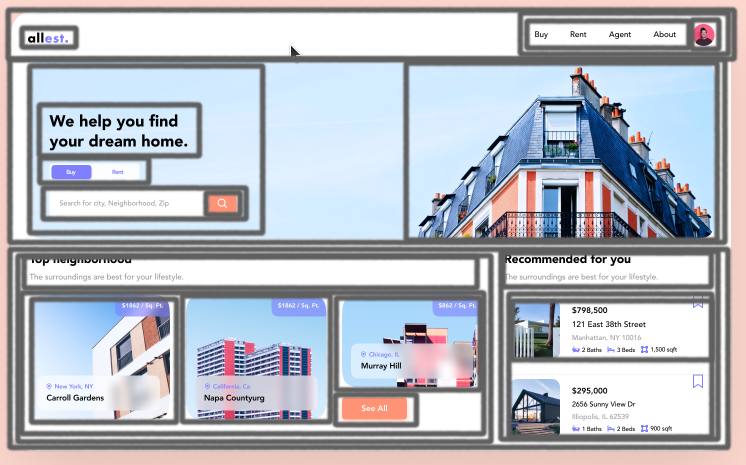 allest.
Buy
Rent
Agent
About
We help you find
your dream home.
Buy
Rent
Search for city, Neighborhood, Zip
Top neighborhood
The surroundings are best for your lifestyle.
$1862 / Sq. Ft.
New York, NY
Carroll Gardens
$1862 / Sq. Ft.
California, Ca
Napa Countyurg
$862 / Sq. Ft.
Chicago, IL
Murray Hill
See All
Recommended for you
The surroundings are best for your lifestyle.
$798,500
121 East 38th Street
Manhattan, NY 10016
2 Baths 3 Beds 1,500 sqft
$295,000
2656 Sunny View Dr
Illiopolis, IL 62539
1 Baths 2 Beds 900 sqft